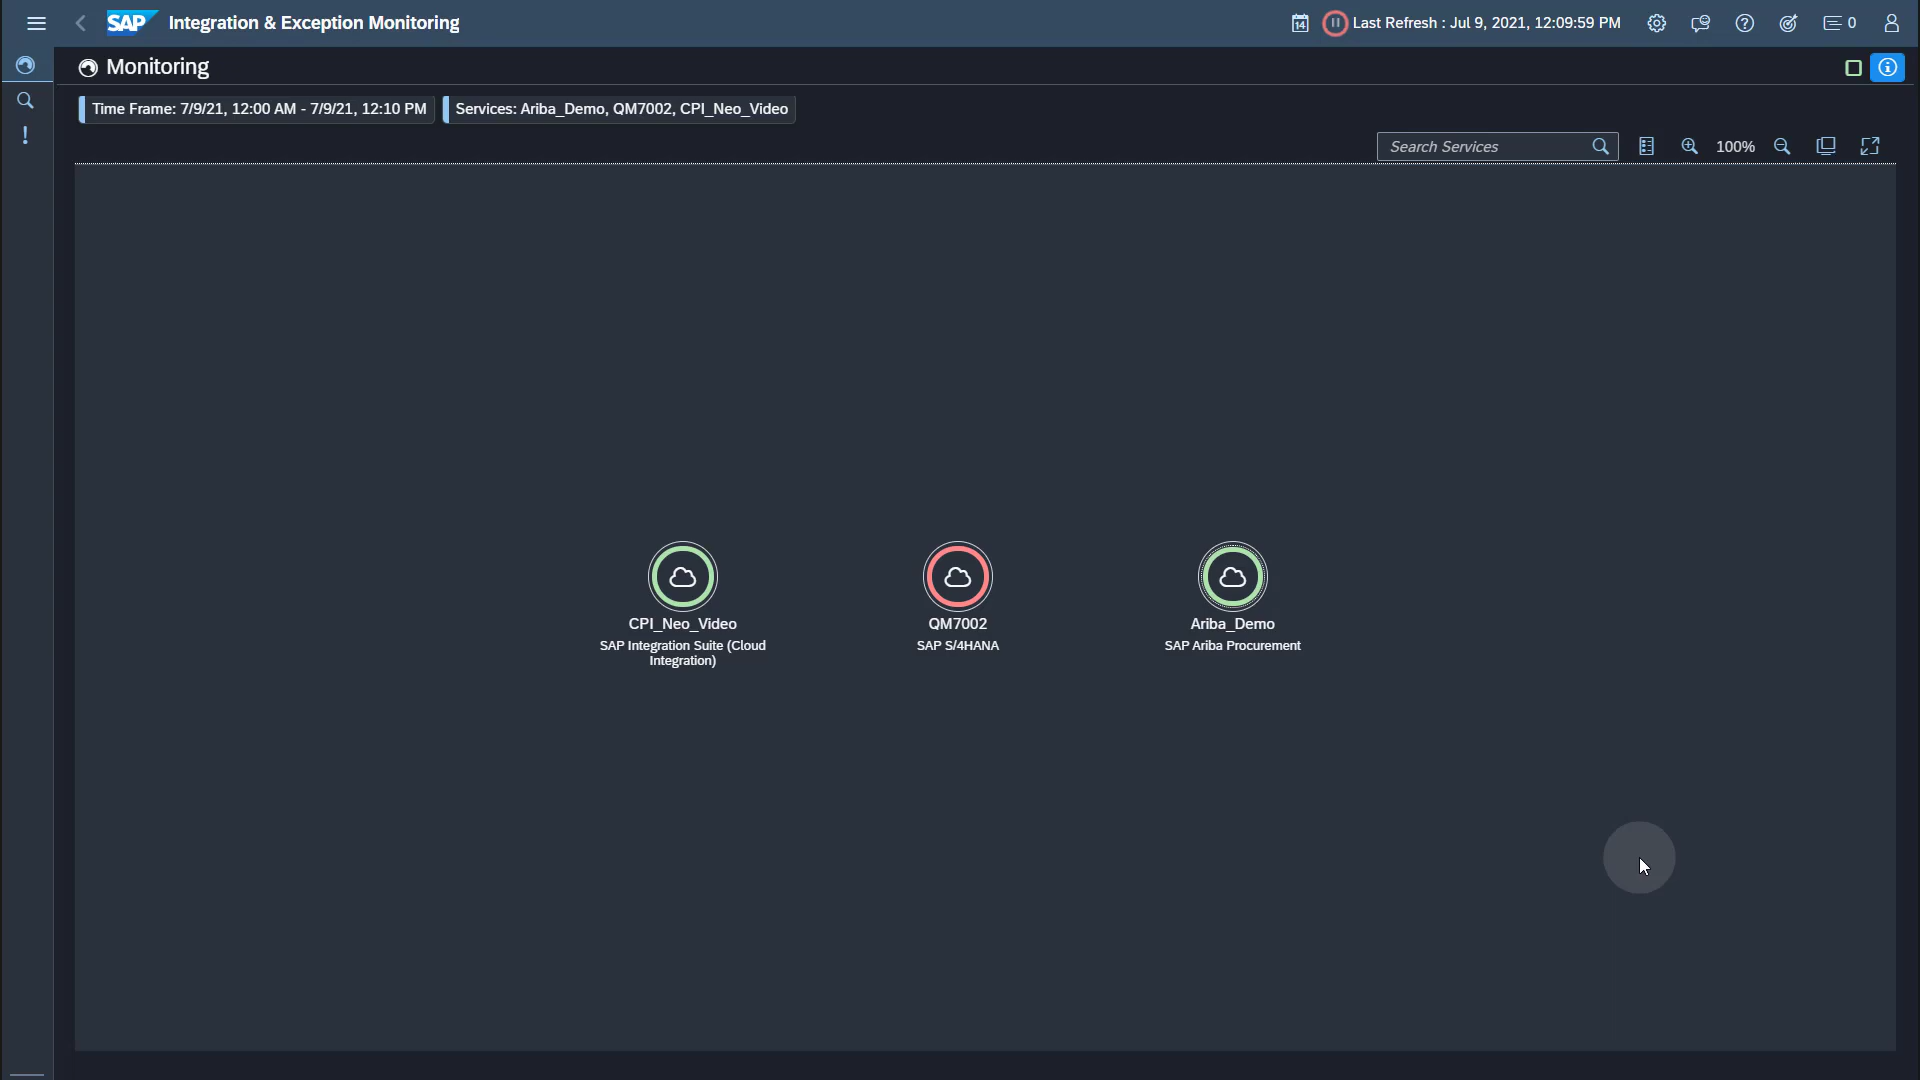 SAP Integration & Exception Monitoring
14 Last Refresh : Jul 9, 2021, 12:09:59 PM
0
Monitoring
Time Frame: 7/9/21, 12:00 AM - 7/9/21, 12:10 PM
Services: Ariba_Demo, QM7002, CPI_Neo_Video
Search Services
100%
CPI_Neo_Video
SAP Integration Suite (Cloud
Integration)
QM7002
SAP S/4HANA
Ariba_Demo
SAP Ariba Procurement